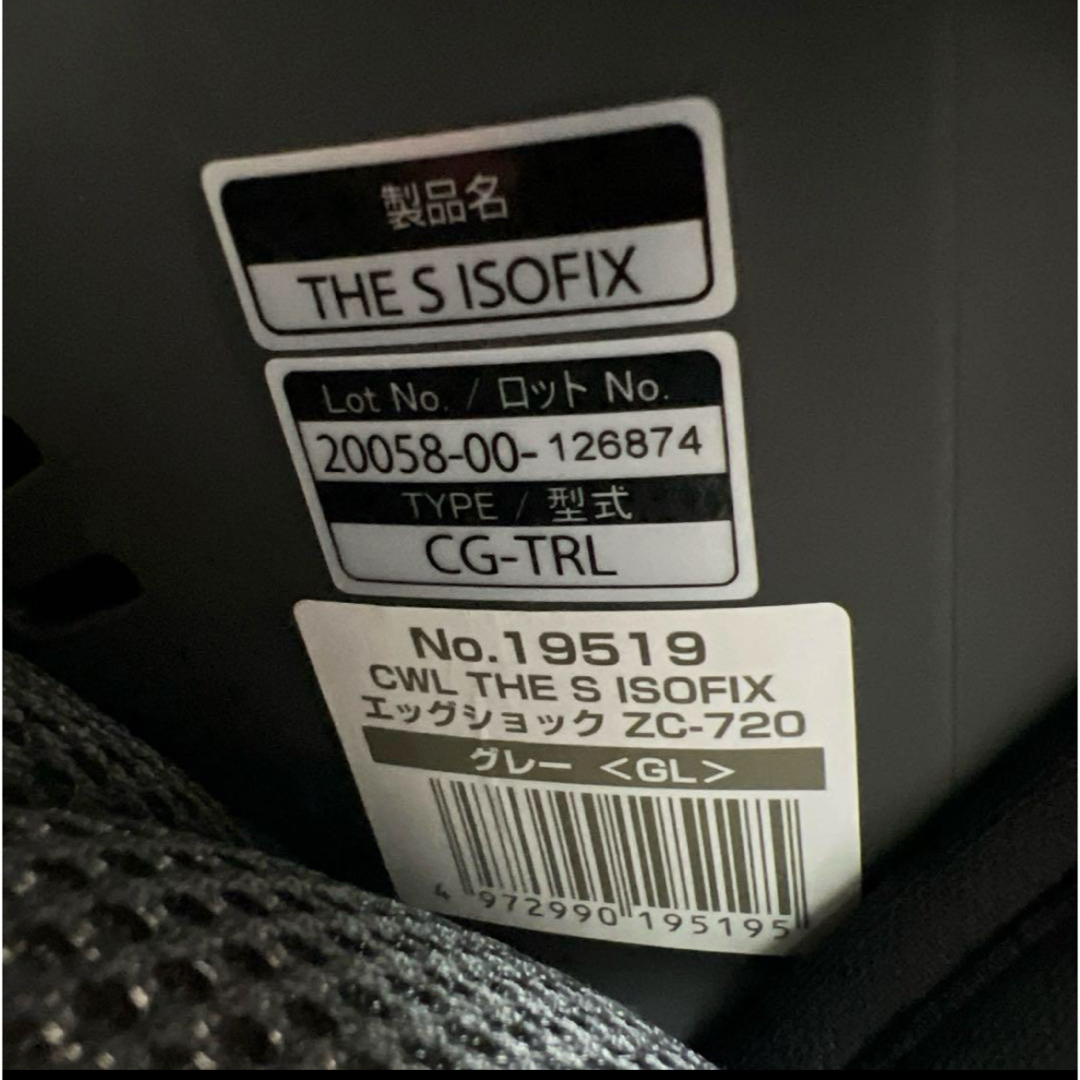 製品名
THE S ISOFIX
Lot No. / ロット No.
20058-00-126874
TYPE / 型式
CG-TRL
No.19519
CWL THE S ISOFIX
エッグショック ZC-720
グレー <GL>
4 972990 195195